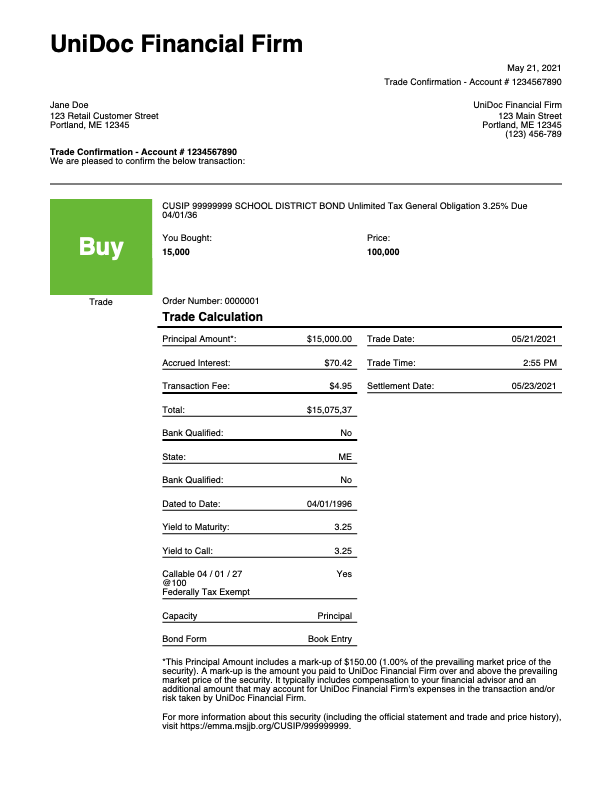 UniDoc Financial Firm
May 21, 2021
Trade Confirmation - Account # 1234567890
Jane Doe
123 Retail Customer Street
Portland, ME 12345
UniDoc Financial Firm
123 Main Street
Portland, ME 12345
(123) 456-789
Trade Confirmation - Account # 1234567890
We are pleased to confirm the below transaction:
Buy
Trade
CUSIP 99999999 SCHOOL DISTRICT BOND Unlimited Tax General Obligation 3.25% Due
04/01/36
You Bought: Price:
15,000 100,000
Order Number: 0000001
Trade Calculation
Principal Amount*: $15,000.00 Trade Date: 05/21/2021
Accrued Interest: $70.42 Trade Time: 2:55 PM
Transaction Fee: $4.95 Settlement Date: 05/23/2021
Total: $15,075,37
Bank Qualified: No
State: ME
Bank Qualified: No
Dated to Date: 04/01/1996
Yield to Maturity: 3.25
Yield to Call: 3.25
Callable 04 / 01 / 27 Yes
@100
Federally Tax Exempt
Capacity Principal
Bond Form Book Entry
*This Principal Amount includes a mark-up of $150.00 (1.00% of the prevailing market price of the
security). A mark-up is the amount you paid to UniDoc Financial Firm over and above the prevailing
market price of the security. It typically includes compensation to your financial advisor and an
additional amount that may account for UniDoc Financial Firm's expenses in the transaction and/or
risk taken by UniDoc Financial Firm.
For more information about this security (including the official statement and trade and price history),
visit https://emma.msjjb.org/CUSIP/999999999.